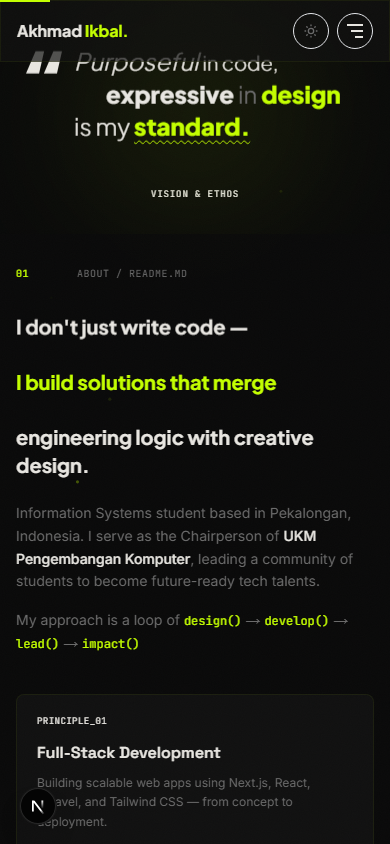 Akhmad Ikbal.
Purposeful in code,
expressive in design
is my standard.
VISION & ETHOS
01 ABOUT / README.MD
I don't just write code —
I build solutions that merge
engineering logic with creative
design.
Information Systems student based in Pekalongan,
Indonesia. I serve as the Chairperson of UKM
Pengembangan Komputer, leading a community of
students to become future-ready tech talents.
My approach is a loop of design() → develop() →
lead() → impact()
PRINCIPLE_01
Full-Stack Development
Building scalable web apps using Next.js, React,
N
and Tailwind CSS — from concept to
deployment.